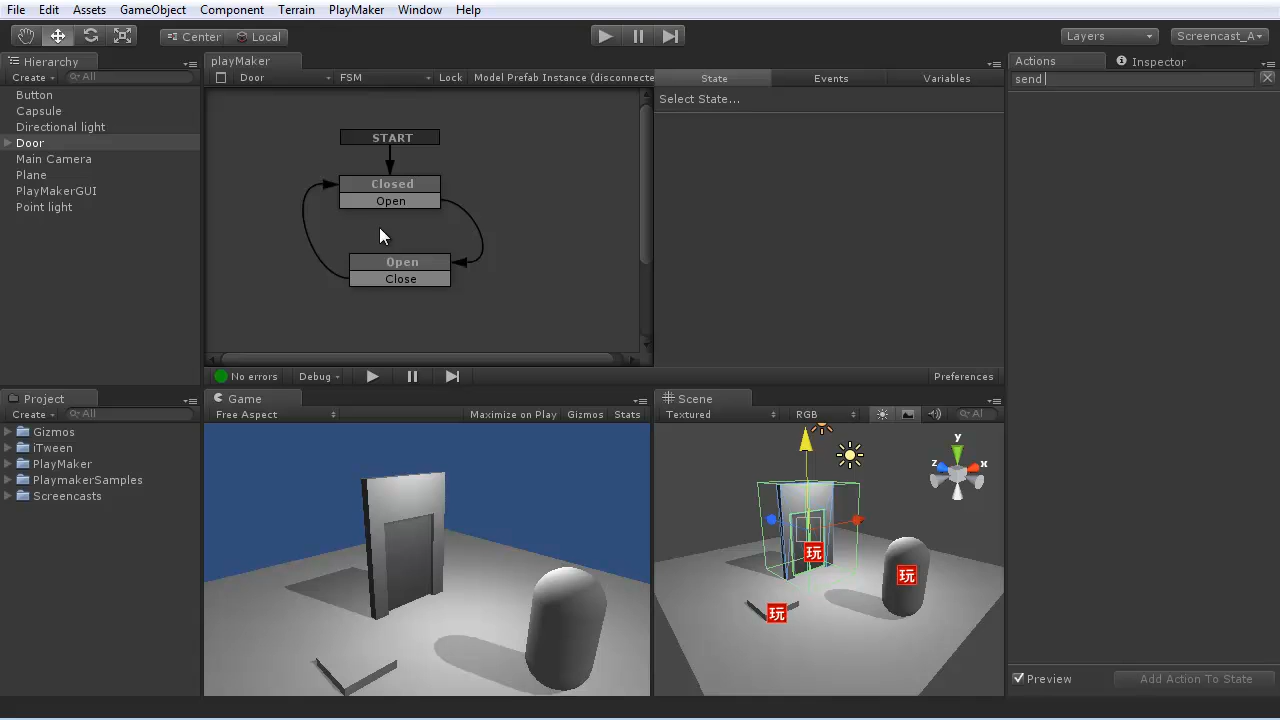 File Edit Assets GameObject Component Terrain PlayMaker Window Help
Center Local Layers Screencast_A
Hierarchy playMaker Actions Inspector
Create All Door FSM Lock Model Prefab Instance (disconnecte State Events Variables send
Button
Capsule
Directional light
Door
Main Camera
Plane
PlayMakerGUI
Point light
START
Closed
Open
Open
Close
Select State...
No errors Debug Preferences
Project Game Scene
Create All Free Aspect Maximize on Play Gizmos Stats Textured RGB Al
Gizmos
iTween
PlayMaker
PlaymakerSamples
Screencasts
y
z x
玩
玩
玩
Preview Add Action To State